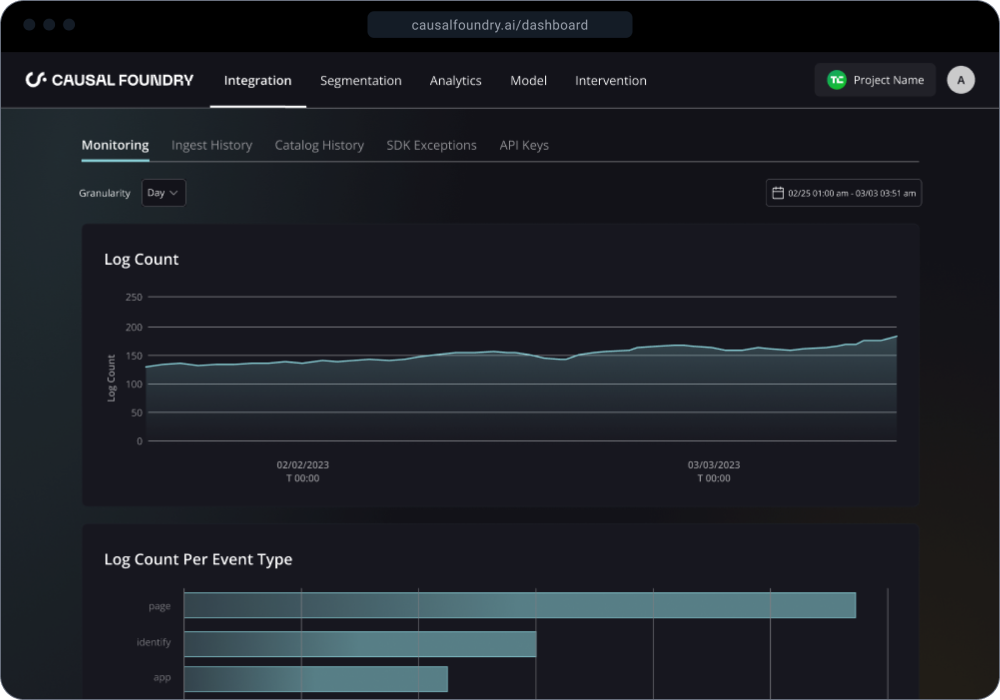 causalfoundry.ai/dashboard
CAUSAL FOUNDRY Integration Segmentation Analytics Model Intervention TC Project Name A
Monitoring Ingest History Catalog History SDK Exceptions API Keys
Granularity Day 02/25 01:00 am - 03/03 03:51 am
Log Count
250
200
150
100
50
0
Log Count
02/02/2023 03/03/2023
T 00:00 T 00:00
Log Count Per Event Type
page
identify
app